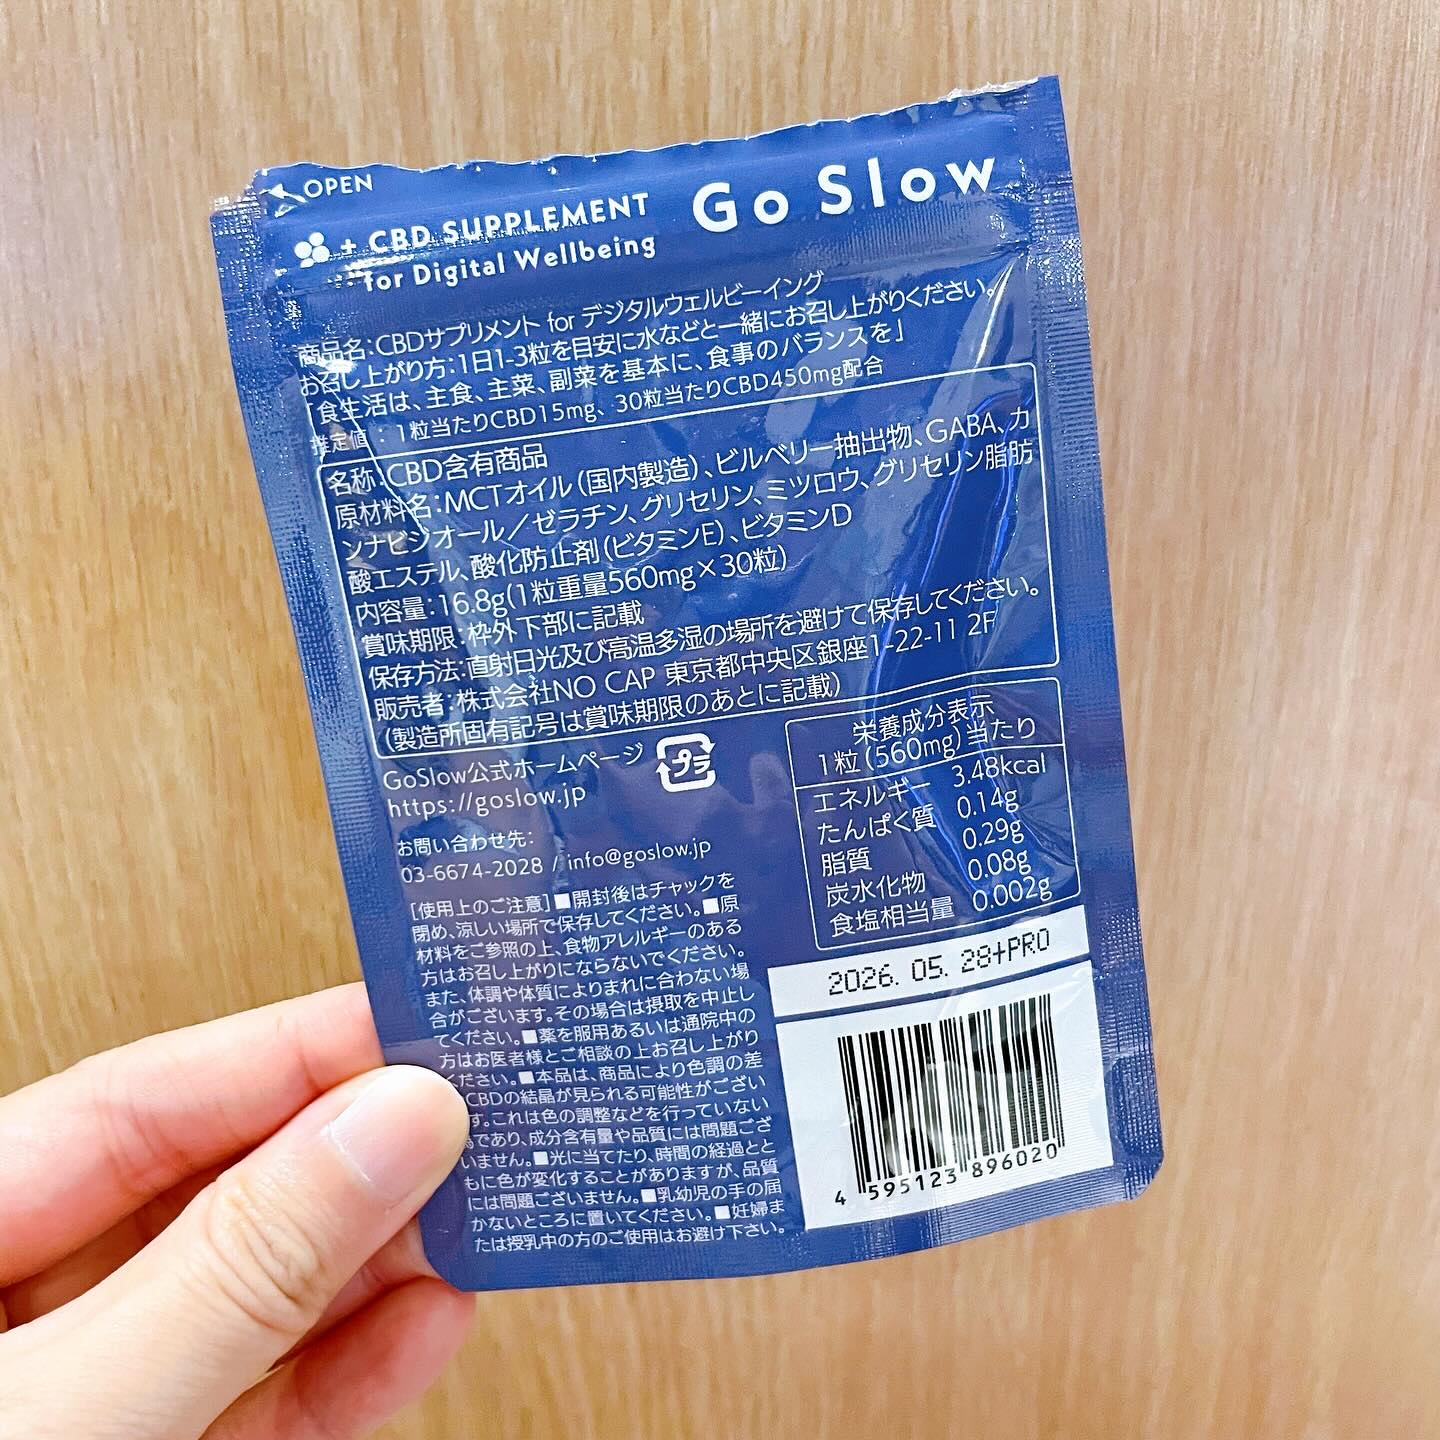 OPEN
+ CBD SUPPLEMENT
for Digital Wellbeing
Go Slow
商品名：CBDサプリメント for デジタルウェルビーイング
お召し上がり方：1日1-3粒を目安に水などと一緒にお召し上がりください。
「食生活は、主食、主菜、副菜を基本に、食事のバランスを」
推定値：1粒当たりCBD15mg、30粒当たりCBD450mg配合
名称：CBD含有商品
原材料名：MCTオイル（国内製造）、ビルベリー抽出物、GABA、カ
ンナビジオール／ゼラチン、グリセリン、ミツロウ、グリセリン脂肪
酸エステル、酸化防止剤（ビタミンE）、ビタミンD
内容量：16.8g(1粒重量560mg×30粒)
賞味期限：枠外下部に記載
保存方法：直射日光及び高温多湿の場所を避けて保存してください。
販売者：株式会社NO CAP 東京都中央区銀座1-22-11 2F
（製造所固有記号は賞味期限のあとに記載）
GoSlow公式ホームページ
https://goslow.jp
プラ
お問い合わせ先：
03-6674-2028 / info@goslow.jp
[使用上のご注意]■開封後はチャックを
閉め、涼しい場所で保存してください。■原
材料をご参照の上、食物アレルギーのある
方はお召し上がりにならないでください。
また、体調や体質によりまれに合わない場
合がございます。その場合は摂取を中止し
てください。■薬を服用あるいは通院中の
方はお医者様とご相談の上お召し上がり
ください。■本品は、商品により色調の差
CBDの結晶が見られる可能性がござい
す。これは色の調整などを行っていない
であり、成分含有量や品質には問題ござ
いません。■光に当てたり、時間の経過とと
もに色が変化することがありますが、品質
には問題ございません。■乳幼児の手の届
かないところに置いてください。■妊婦ま
たは授乳中の方のご使用はお避け下さい。
栄養成分表示
1粒（560mg）当たり
エネルギー 3.48kcal
たんぱく質 0.14g
脂質 0.29g
炭水化物 0.08g
食塩相当量 0.002g
2026. 05. 28+PRO
4 595123 896020